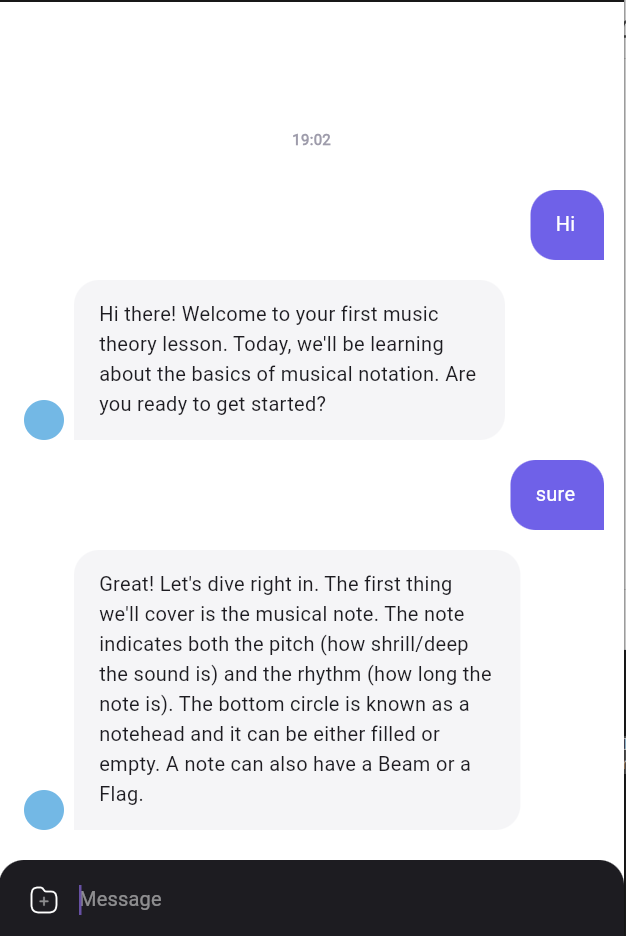 19:02
Hi
Hi there! Welcome to your first music
theory lesson. Today, we'll be learning
about the basics of musical notation. Are
you ready to get started?
sure
Great! Let's dive right in. The first thing
we'll cover is the musical note. The note
indicates both the pitch (how shrill/deep
the sound is) and the rhythm (how long the
note is). The bottom circle is known as a
notehead and it can be either filled or
empty. A note can also have a Beam or a
Flag.
Message